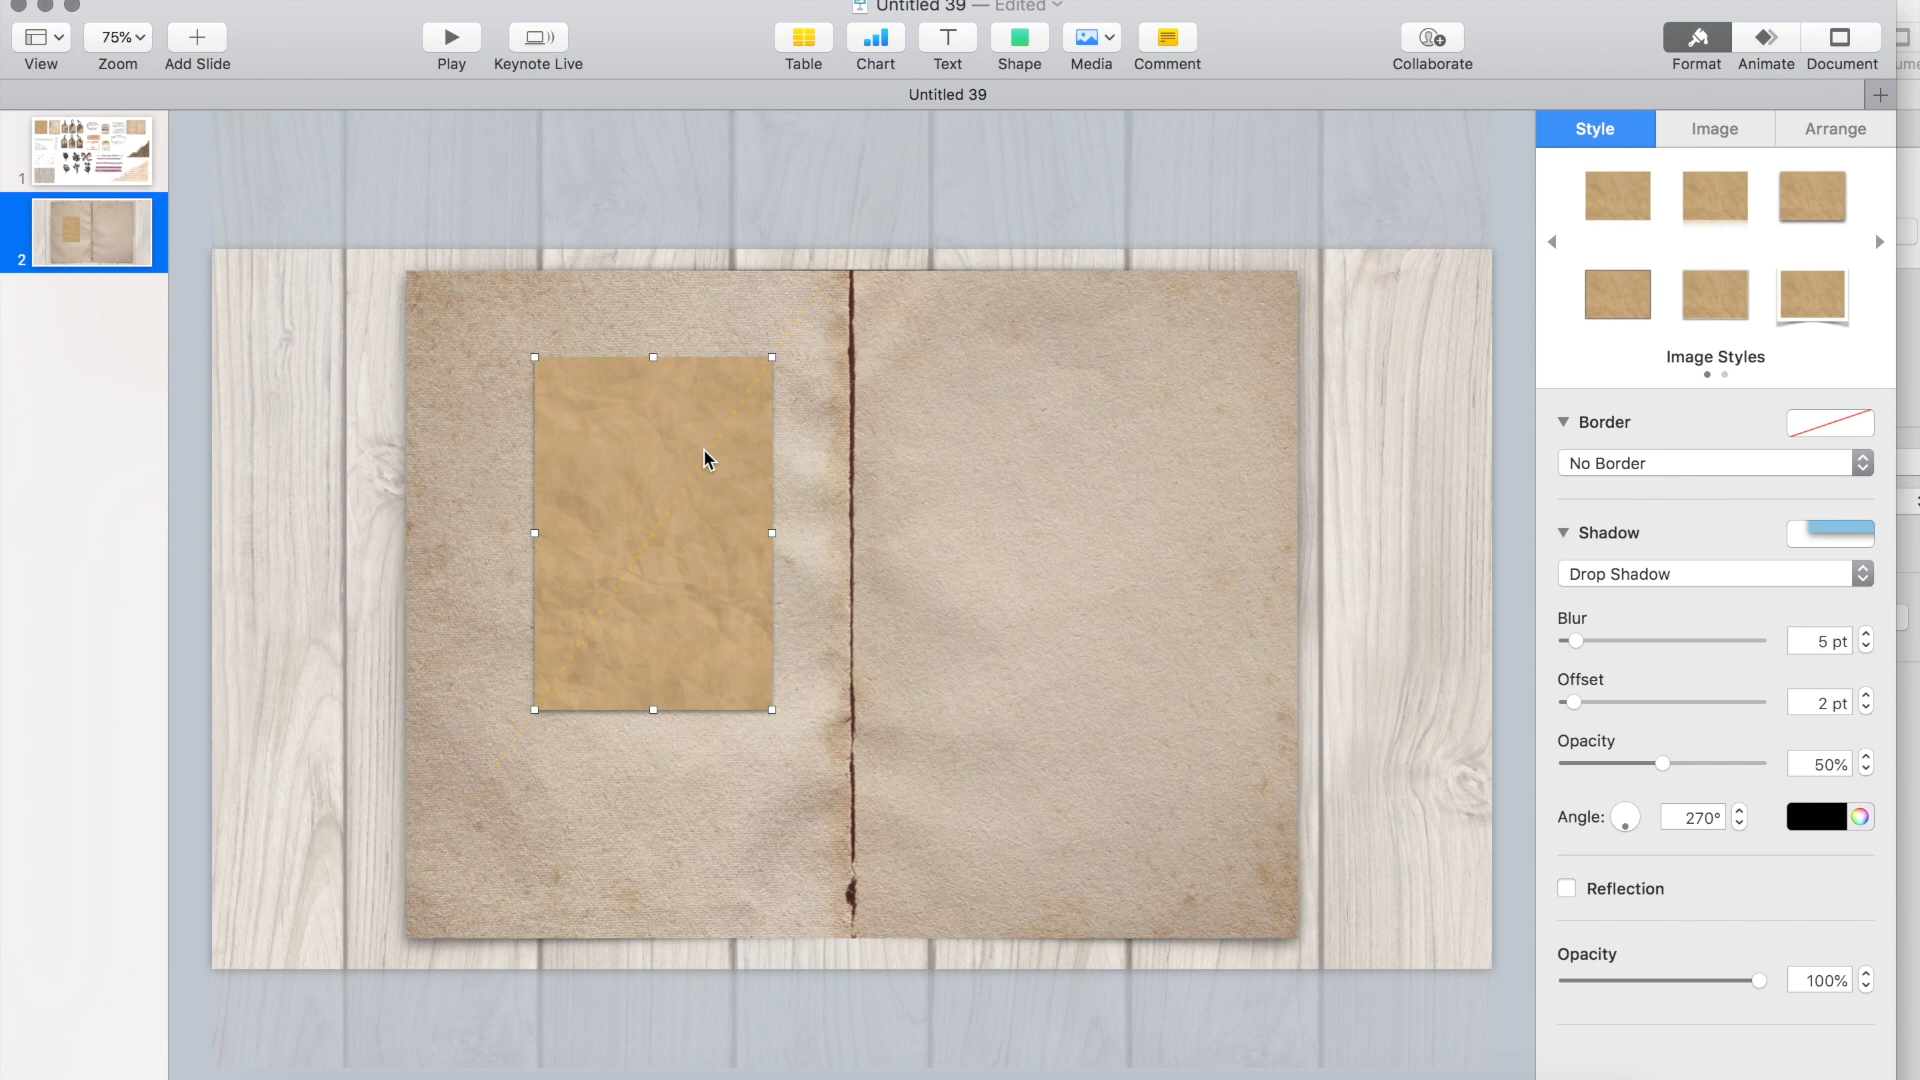 Untitled 39 — Edited
75%
View
Zoom
Add Slide
Play
Keynote Live
Table
Chart
Text
Shape
Media
Comment
Collaborate
Format
Animate
Document
Untitled 39
1
2
Style
Image
Arrange
Image Styles
Border
No Border
Shadow
Drop Shadow
Blur
5 pt
Offset
2 pt
Opacity
50%
Angle:
270°
Reflection
Opacity
100%